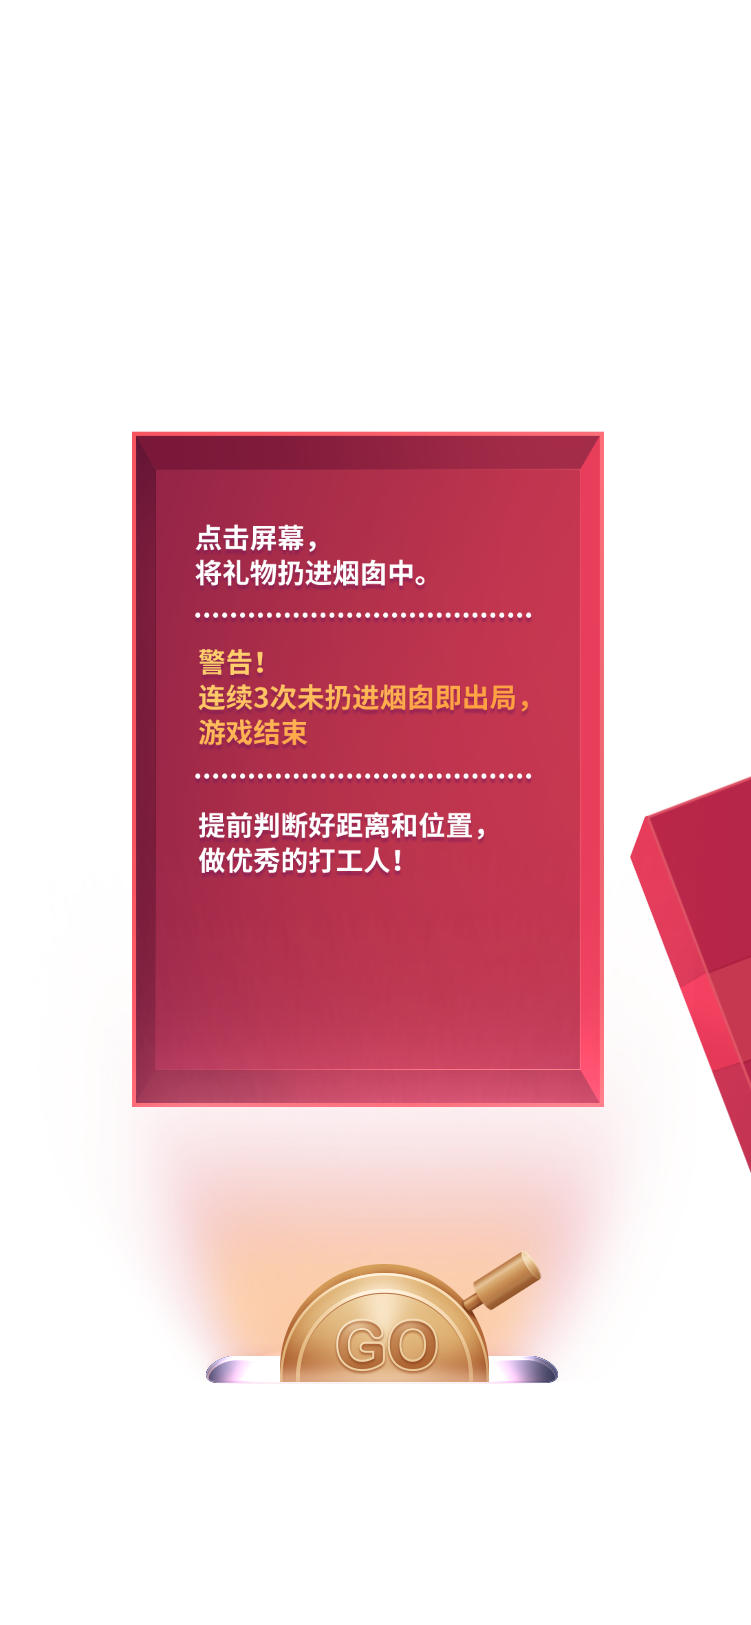 点击屏幕，
将礼物扔进烟囱中。
警告！
连续3次未扔进烟囱即出局，
游戏结束
提前判断好距离和位置，
做优秀的打工人！
GO